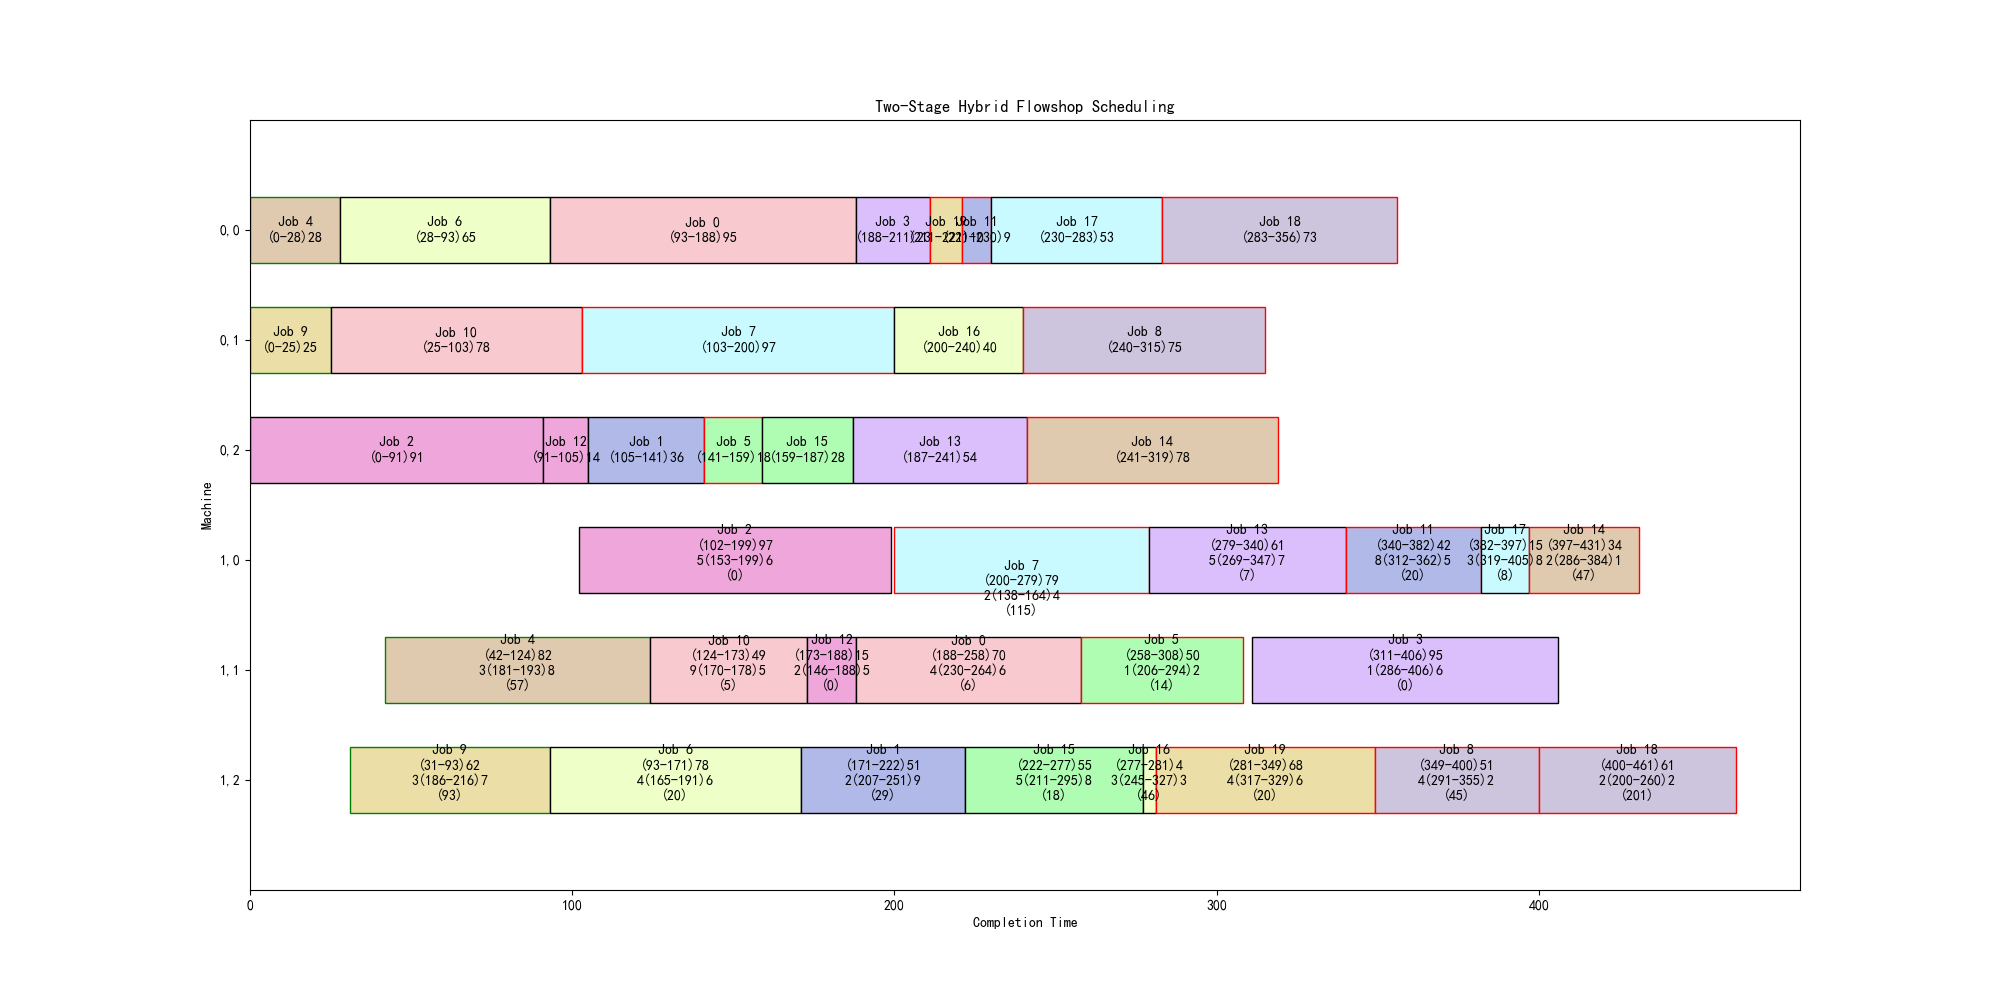 Two-Stage Hybrid Flowshop Scheduling
Machine
0,0
Job 4
(0-28)28
Job 6
(28-93)65
Job 0
(93-188)95
Job 3
(188-211)23
Job 19
(211-221)10
Job 11
(221-230)9
Job 17
(230-283)53
Job 18
(283-356)73
0,1
Job 9
(0-25)25
Job 10
(25-103)78
Job 7
(103-200)97
Job 16
(200-240)40
Job 8
(240-315)75
0,2
Job 2
(0-91)91
Job 12
(91-105)14
Job 1
(105-141)36
Job 5
(141-159)18
Job 15
(159-187)28
Job 13
(187-241)54
Job 14
(241-319)78
1,0
Job 2
(102-199)97
5(153-199)6
(0)
Job 7
(200-279)79
2(138-164)4
(115)
Job 13
(279-340)61
5(269-347)7
(7)
Job 11
(340-382)42
8(312-362)5
(20)
Job 17
(382-397)15
3(319-405)8
(8)
Job 14
(397-431)34
2(286-384)1
(47)
1,1
Job 4
(42-124)82
3(181-193)8
(57)
Job 10
(124-173)49
9(170-178)5
(5)
Job 12
(173-188)15
2(146-188)5
(0)
Job 0
(188-258)70
4(230-264)6
(6)
Job 5
(258-308)50
1(206-294)2
(14)
Job 3
(311-406)95
1(286-406)6
(0)
1,2
Job 9
(31-93)62
3(186-216)7
(93)
Job 6
(93-171)78
4(165-191)6
(20)
Job 1
(171-222)51
2(207-251)9
(29)
Job 15
(222-277)55
5(211-295)8
(18)
Job 16
(277-281)4
3(245-327)3
(46)
Job 19
(281-349)68
4(317-329)6
(20)
Job 8
(349-400)51
4(291-355)2
(45)
Job 18
(400-461)61
2(200-260)2
(201)
0
100
200
300
400
Completion Time